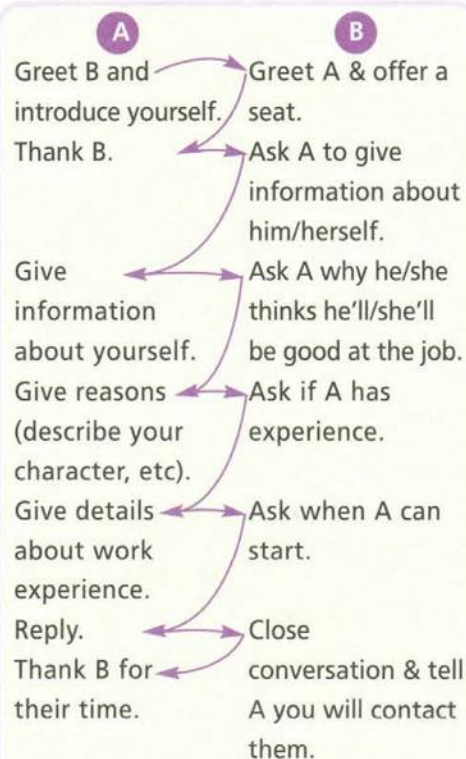 A
B
Greet B and
introduce yourself.
Greet A & offer a
seat.
Thank B.
Ask A to give
information about
him/herself.
Give
information
about yourself.
Ask A why he/she
thinks he'll/she'll
be good at the job.
Give reasons
(describe your
character, etc).
Ask if A has
experience.
Give details
about work
experience.
Ask when A can
start.
Reply.
Close
conversation & tell
A you will contact
them.
Thank B for
their time.